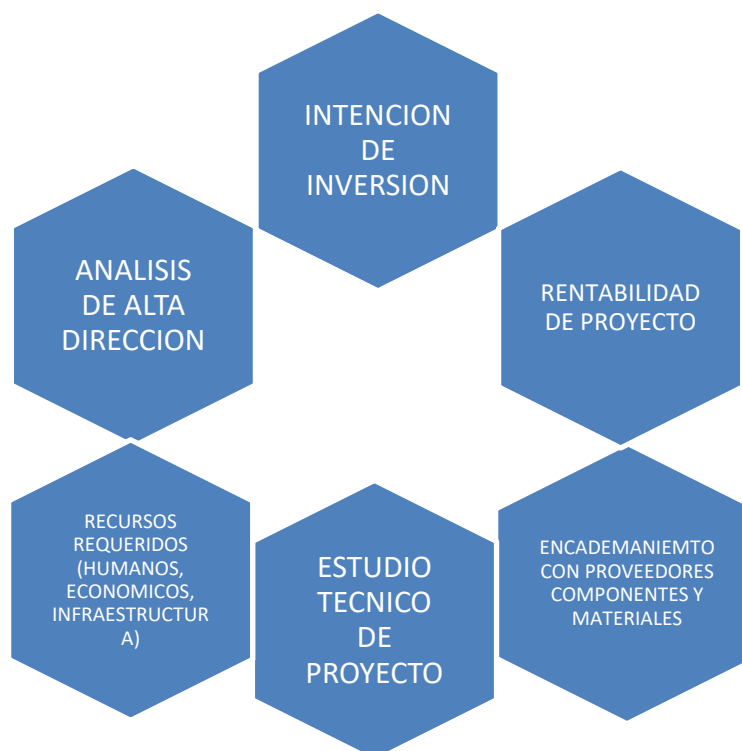 INTENCION
DE
INVERSION
RENTABILIDAD
DE PROYECTO
ENCADEMANIEMTO
CON PROVEEDORES
COMPONENTES Y
MATERIALES
ESTUDIO
TECNICO
DE
PROYECTO
RECURSOS
REQUERIDOS
(HUMANOS,
ECONOMICOS,
INFRAESTRUCTUR
A)
ANALISIS
DE ALTA
DIRECCION